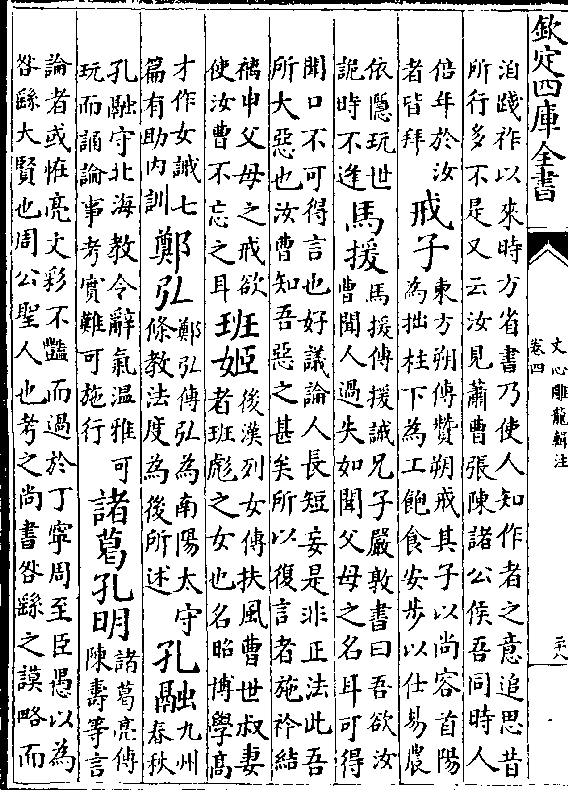 欽定四庫全書
文心雕龍輯注
卷四
二十八
洎踐祚以來時方省書乃使人知作者之意追思昔
所行多不是又云汝見蕭曹張陳諸公侯吾同時人
倍年於汝
者皆拜
戒子
東方朔傳贊朔戒其子以尚容首陽
為拙柱下為工飽食安步以仕易農
依隱玩世
詭時不逢
馬援
馬援傳援誡兄子嚴敦書曰吾欲汝
曹聞人過失如聞父母之名耳可得
聞口不可得言也好議論人長短妄是非正法此吾
所大惡也汝曹知吾惡之甚矣所以復言者施衿結
褵申父母之戒欲
使汝曹不忘之耳
班姬
後漢列女傳扶風曹世叔妻
者班彪之女也名昭博學高
才作女誡七
篇有助內訓
鄭弘
鄭弘傳弘為南陽太守
條教法度為後所述
孔融
九州
春秋
孔融守北海教令辭氣溫雅可
玩而誦論事考實難可施行
諸葛孔明
諸葛亮傳
陳壽等言
論者或恠亮文彩不豔而過於丁寧周至臣愚以為
咎繇大賢也周公聖人也考之尚書咎繇之謨略而